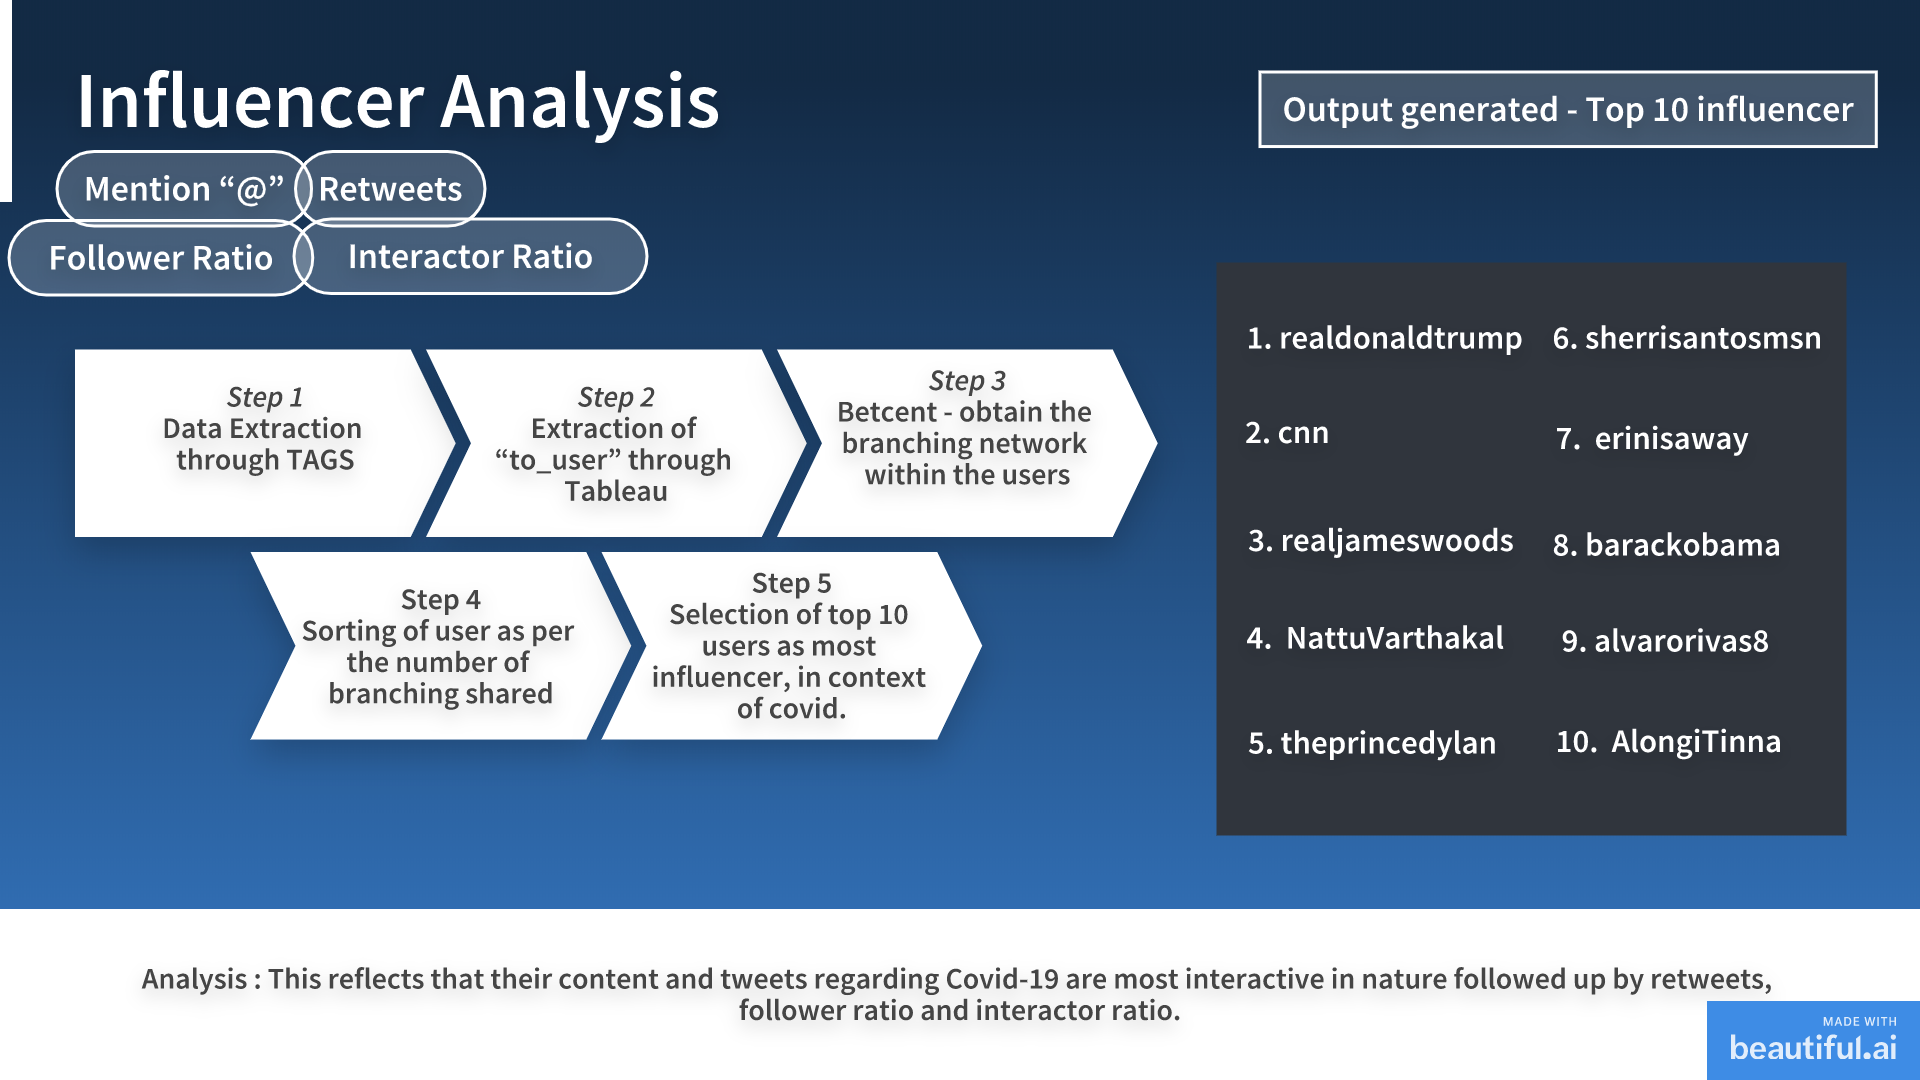 Influencer Analysis
Output generated - Top 10 influencer
Mention “@”
Retweets
Follower Ratio
Interactor Ratio
Step 1
Data Extraction
through TAGS
Step 2
Extraction of
“to_user” through
Tableau
Step 3
Betcent - obtain the
branching network
within the users
Step 4
Sorting of user as per
the number of
branching shared
Step 5
Selection of top 10
users as most
influencer, in context
of covid.
1. realdonaldtrump
2. cnn
3. realjameswoods
4. NattuVarthakal
5. theprincedylan
6. sherrisantosmsn
7. erinisaway
8. barackobama
9. alvarorivas8
10. AlongiTinna
Analysis : This reflects that their content and tweets regarding Covid-19 are most interactive in nature followed up by retweets,
follower ratio and interactor ratio.
MADE WITH
beautiful.ai